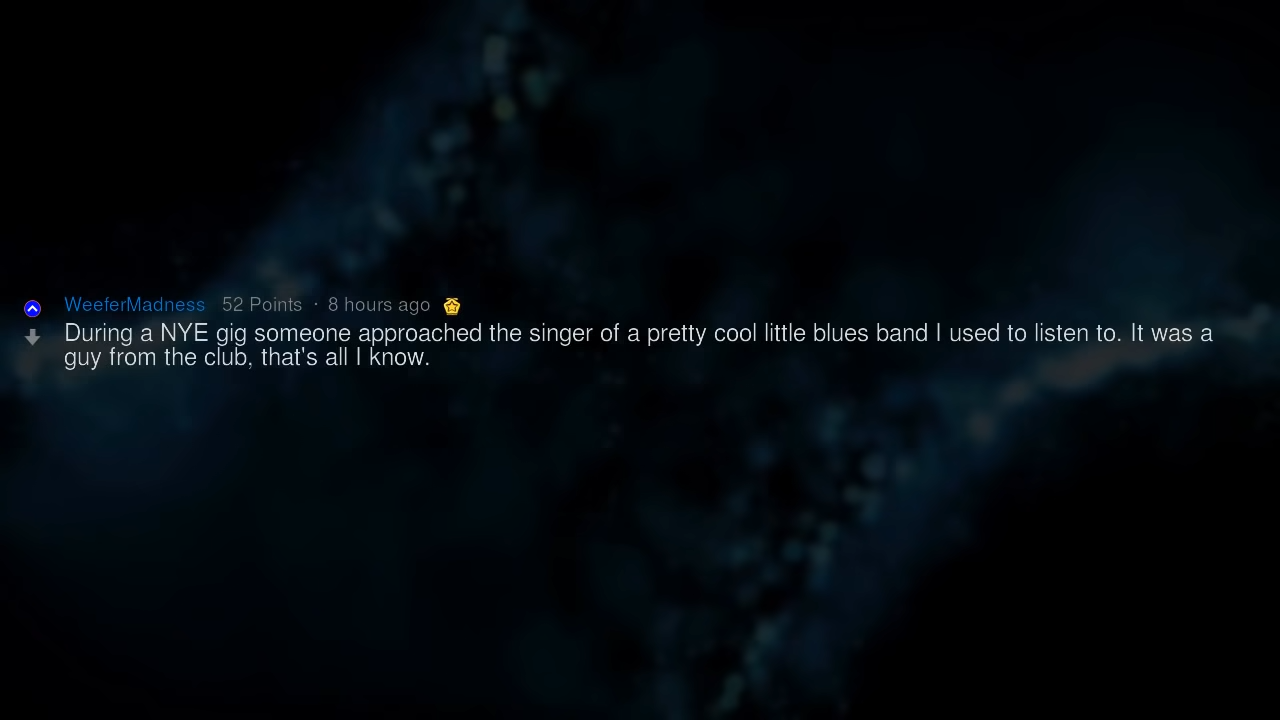 WeeferMadness 52 Points · 8 hours ago
During a NYE gig someone approached the singer of a pretty cool little blues band I used to listen to. It was a
guy from the club, that's all I know.